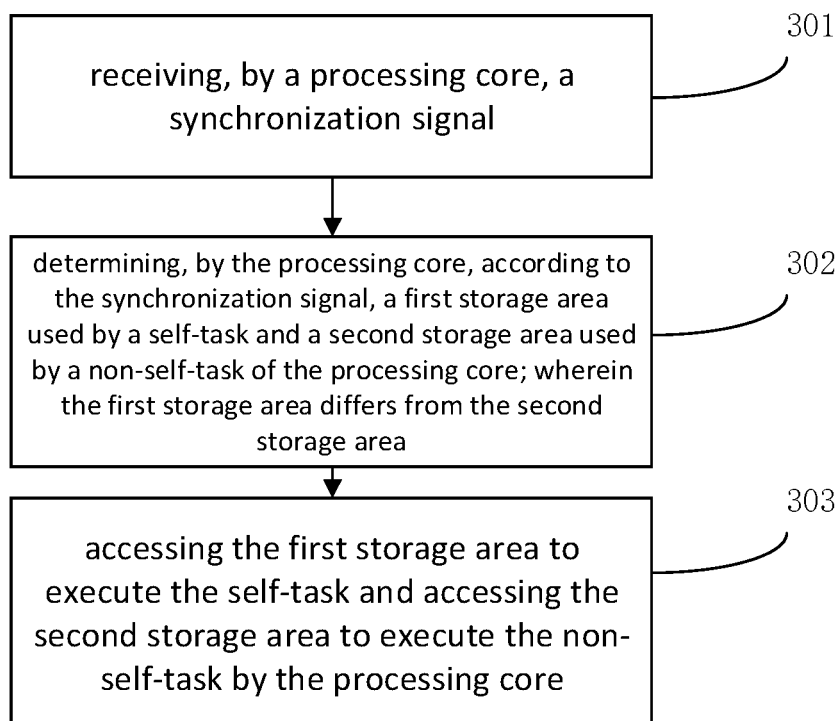 301
receiving, by a processing core, a
synchronization signal
302
determining, by the processing core, according to
the synchronization signal, a first storage area
used by a self-task and a second storage area used
by a non-self-task of the processing core; wherein
the first storage area differs from the second
storage area
303
accessing the first storage area to
execute the self-task and accessing the
second storage area to execute the non-
self-task by the processing core